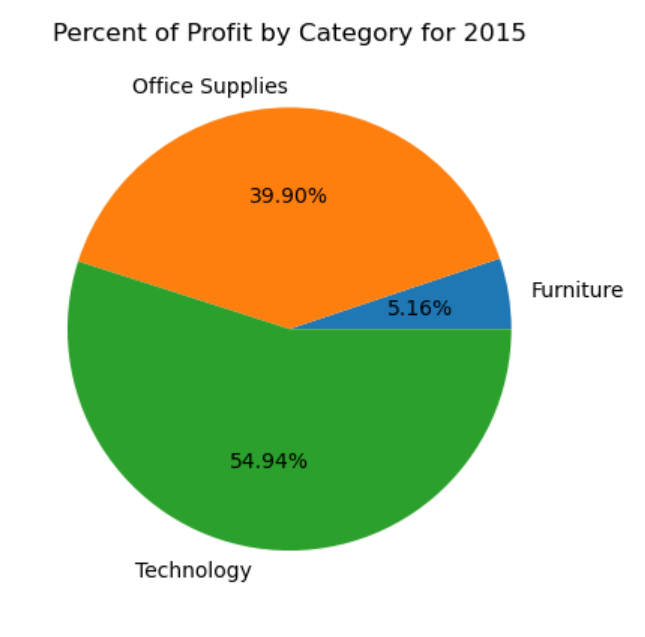 Percent of Profit by Category for 2015
Office Supplies
39.90%
Furniture
5.16%
54.94%
Technology